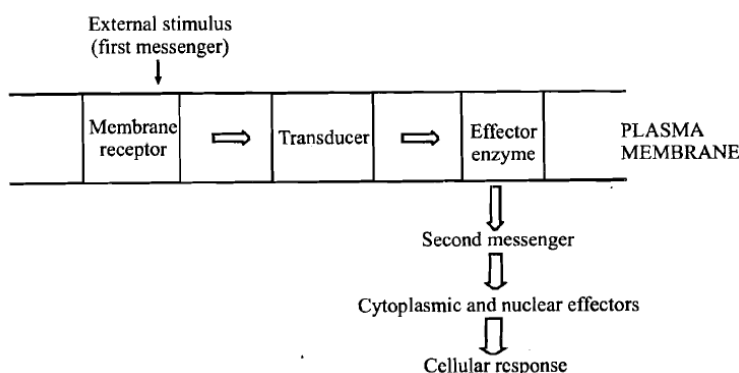 External stimulus
(first messenger)
Membrane
receptor
Transducer
Effector
enzyme
PLASMA
MEMBRANE
Second messenger
Cytoplasmic and nuclear effectors
Cellular response